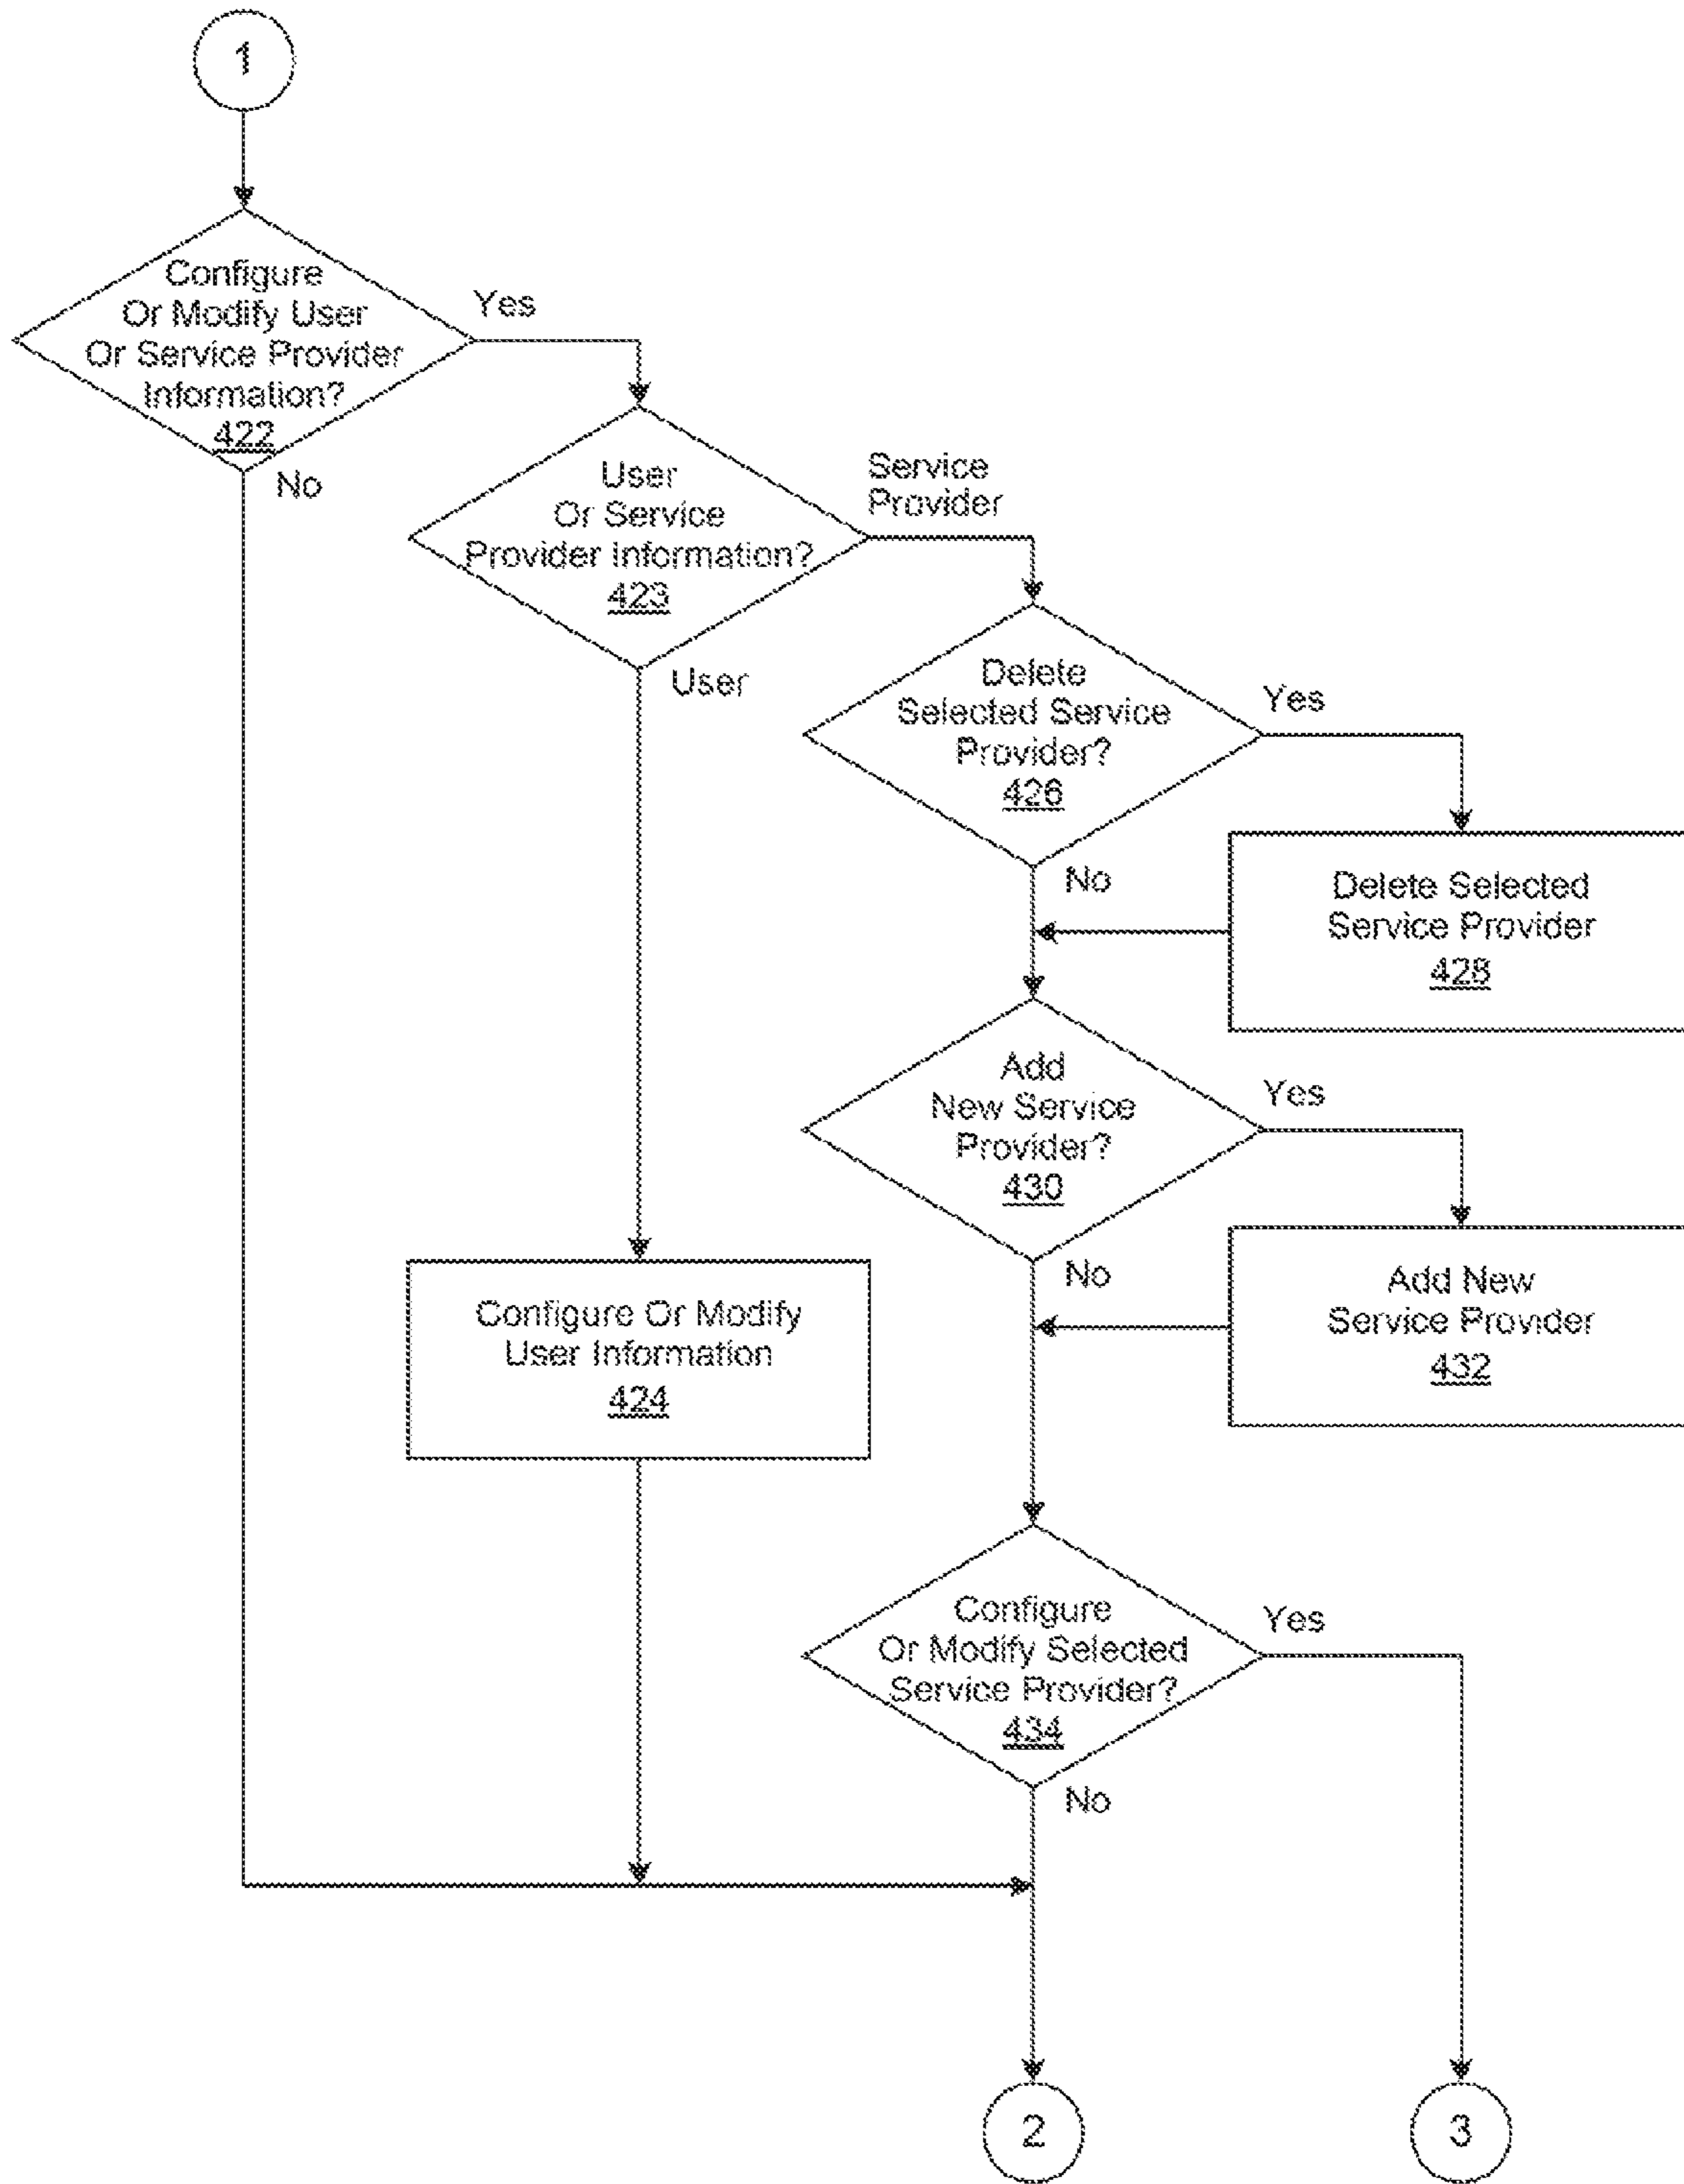 1
Configure
Or Modify User
Or Service Provider
Information?
422
Yes
No
User
Or Service
Provider Information?
423
Service
Provider
User
Delete
Selected Service
Provider?
426
Yes
No
Delete Selected
Service Provider
428
Add
New Service
Provider?
430
Yes
No
Add New
Service Provider
432
Configure Or Modify
User Information
424
Configure
Or Modify Selected
Service Provider?
434
Yes
No
2
3